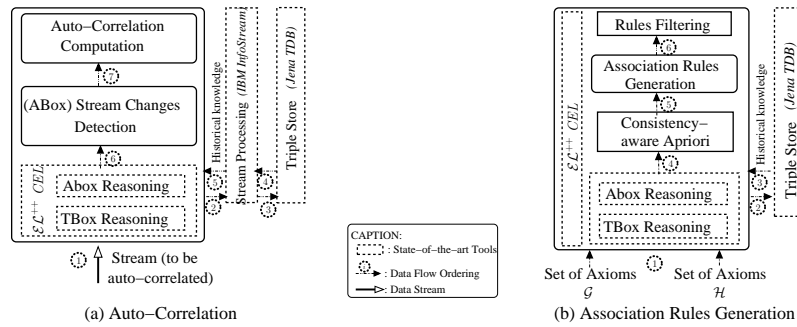 Auto−Correlation
Computation
7
(ABox) Stream Changes
Detection
6
ℰℒ++ CEL
Abox Reasoning
TBox Reasoning
1
Stream (to be
auto−correlated)
Historical knowledge
5
2
Stream Processing (IBM InfoStream)
4
3
Triple Store (Jena TDB)
(a) Auto−Correlation
CAPTION:
: State−of−the−art Tools
: Data Flow Ordering
: Data Stream
ℰℒ++ CEL
Rules Filtering
6
Association Rules
Generation
5
Consistency−
aware Apriori
4
Abox Reasoning
TBox Reasoning
1
Set of Axioms
𝒢
Set of Axioms
ℋ
Historical knowledge
3
2
Triple Store (Jena TDB)
(b) Association Rules Generation